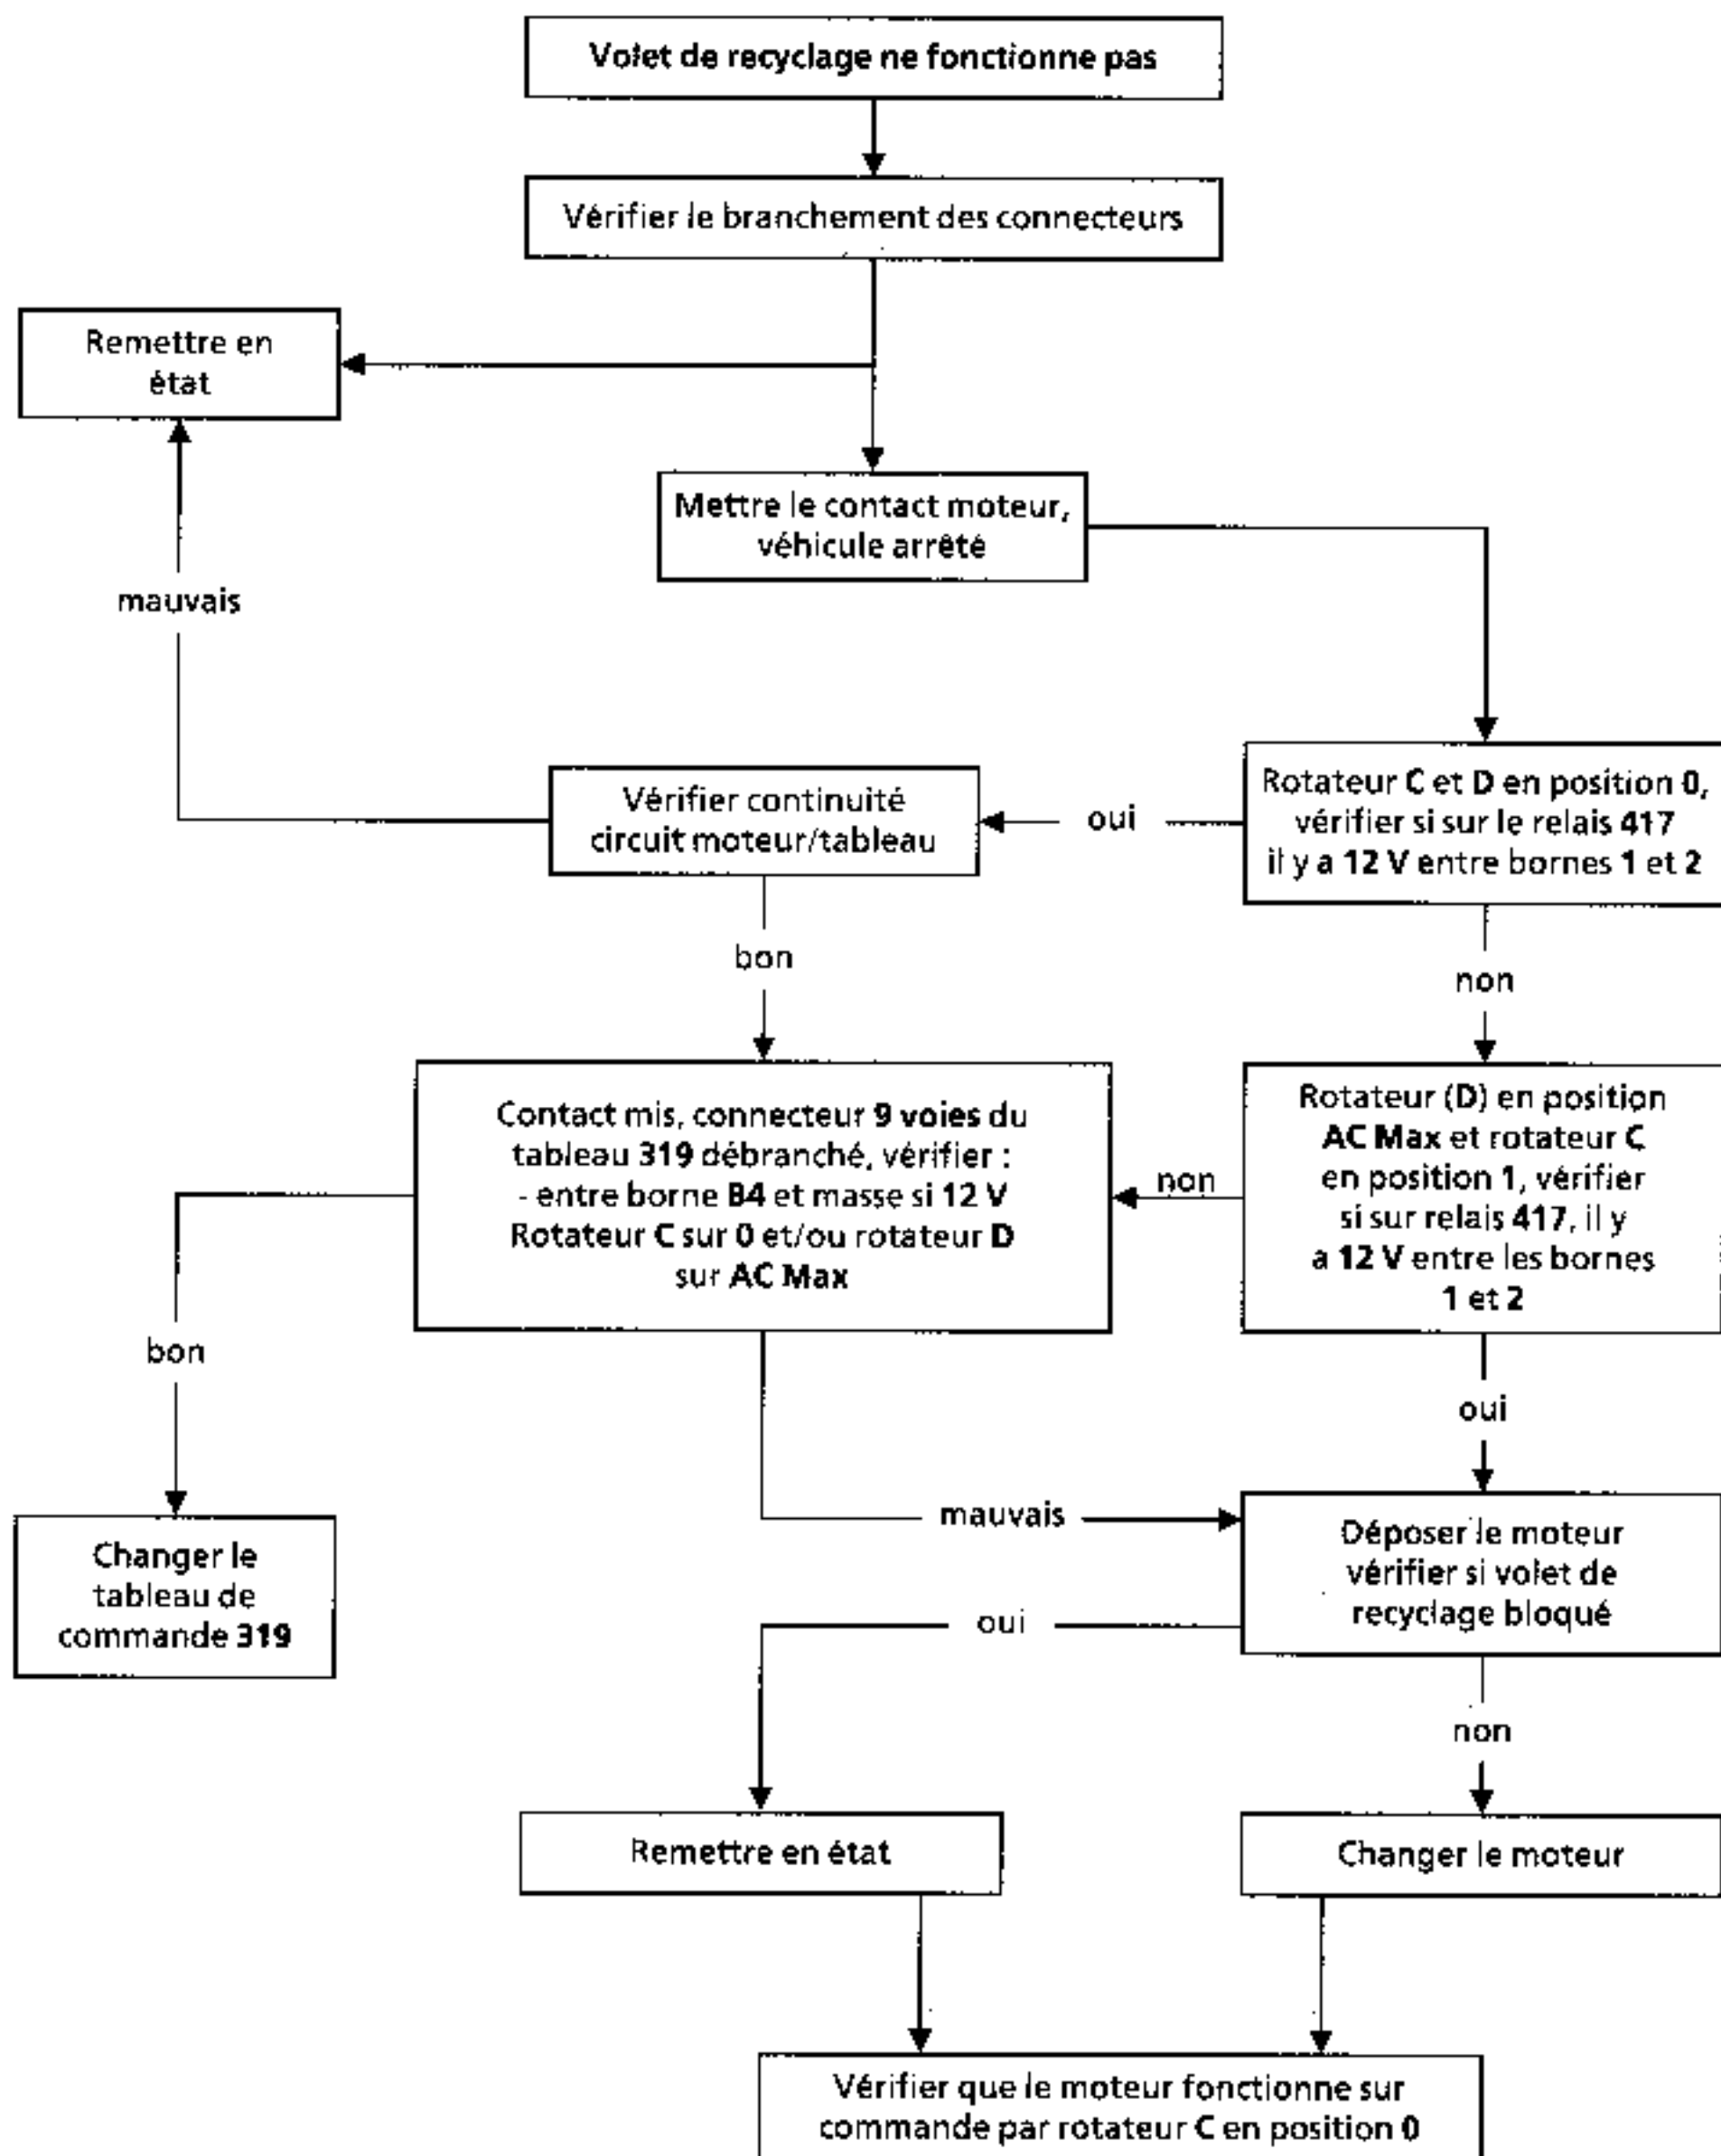 Volet de recyclage ne fonctionne pas
Vérifier le branchement des connecteurs
Remettre en
état
Mettre le contact moteur,
véhicule arrêté
mauvais
Vérifier continuité
circuit moteur/tableau
oui
Rotateur C et D en position 0,
vérifier si sur le relais 417
il y a 12 V entre bornes 1 et 2
bon
non
Contact mis, connecteur 9 voies du
tableau 319 débranché, vérifier :
- entre borne B4 et masse si 12 V
Rotateur C sur 0 et/ou rotateur D
sur AC Max
non
Rotateur (D) en position
AC Max et rotateur C
en position 1, vérifier
si sur relais 417, il y
a 12 V entre les bornes
1 et 2
bon
oui
mauvais
Changer le
tableau de
commande 319
Déposer le moteur
vérifier si volet de
recyclage bloqué
oui
non
Remettre en état
Changer le moteur
Vérifier que le moteur fonctionne sur
commande par rotateur C en position 0